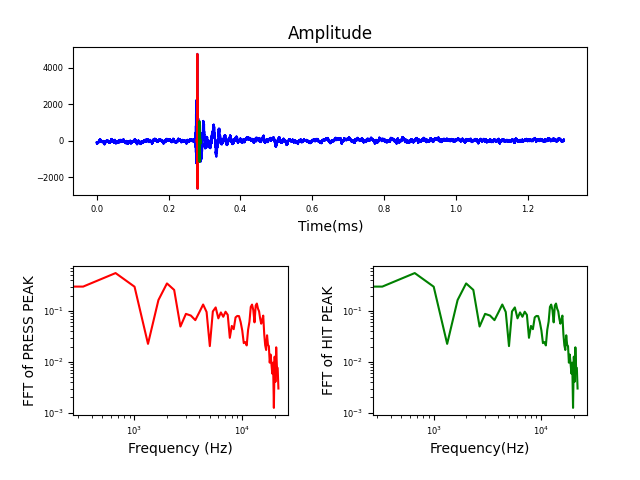 Amplitude
4000
2000
0
−2000
0.0 0.2 0.4 0.6 0.8 1.0 1.2
Time(ms)
FFT of PRESS PEAK
10⁻¹
10⁻²
10⁻³
10³ 10⁴
Frequency (Hz)
FFT of HIT PEAK
10⁻¹
10⁻²
10⁻³
10³ 10⁴
Frequency(Hz)